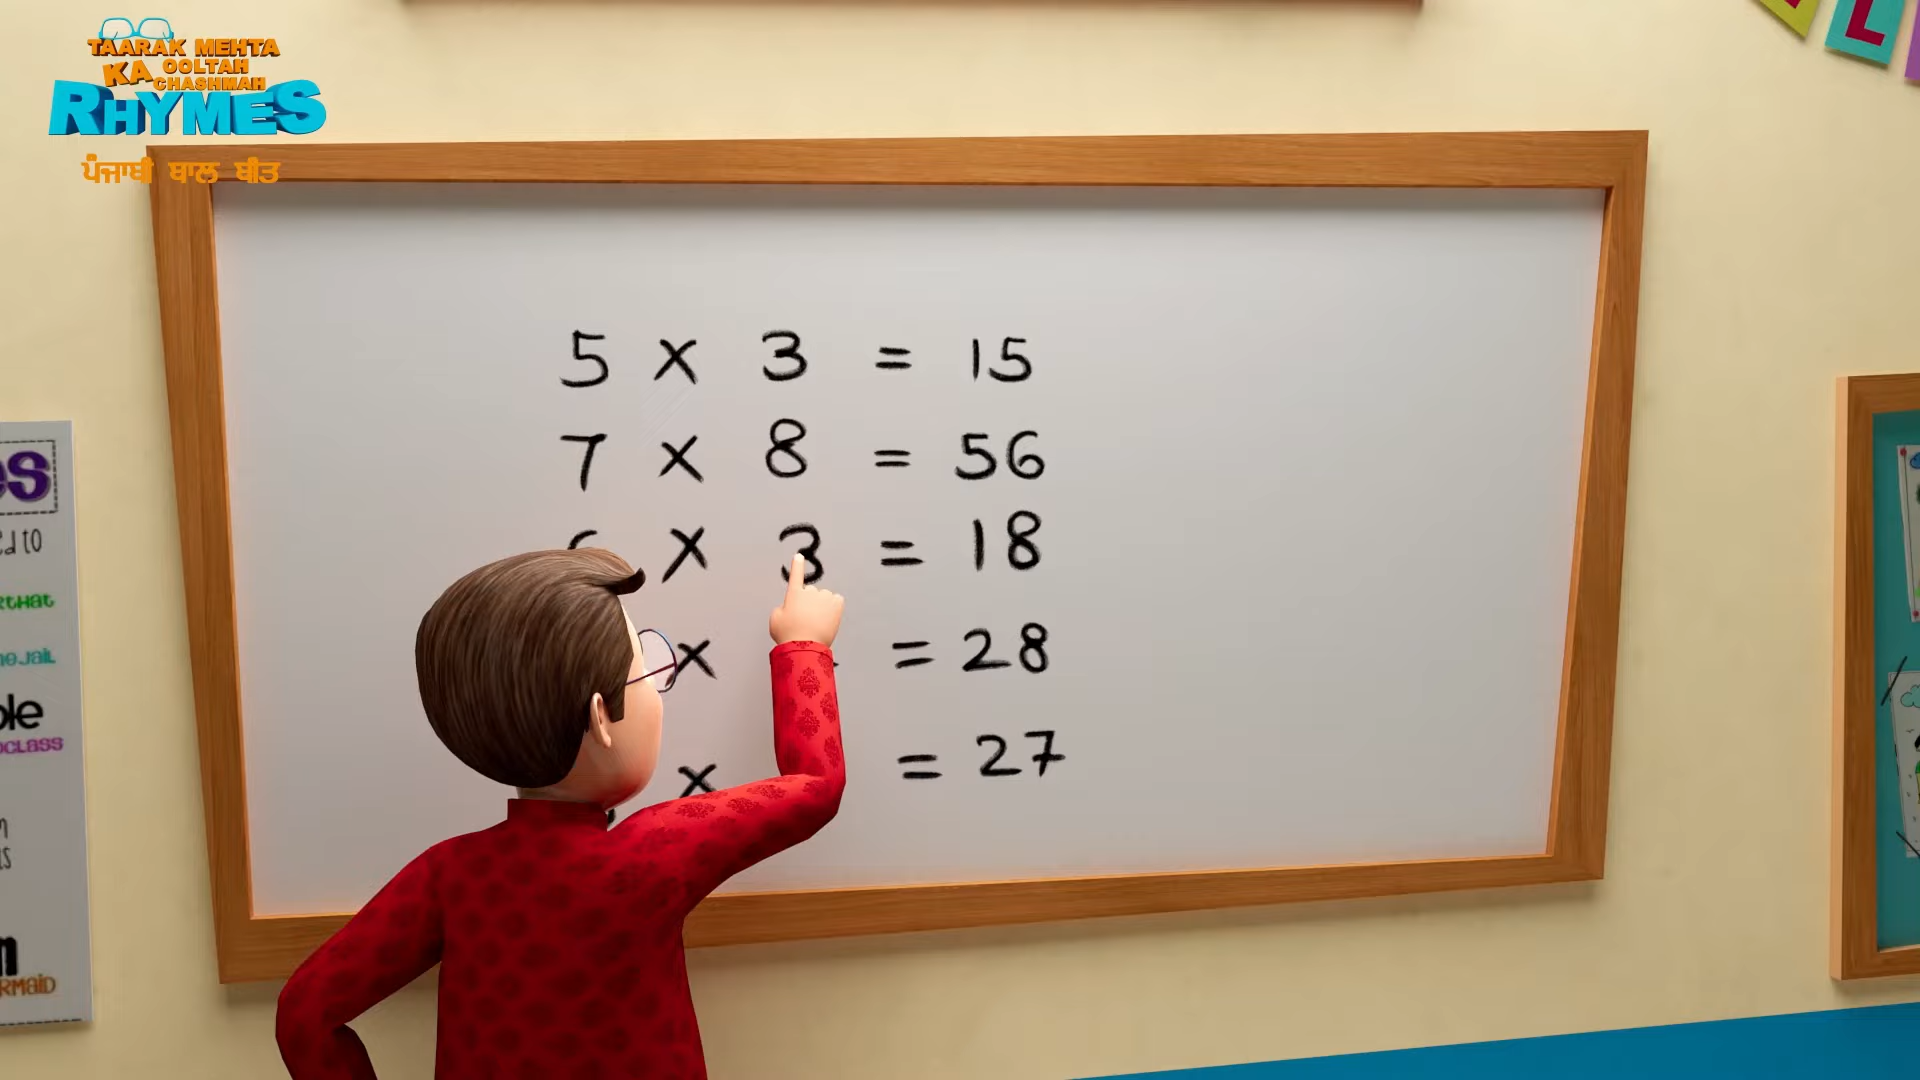 TAARAK MEHTA
KA OOLTAH
CHASHMAH
RHYMES
ਪੰਜਾਬੀ ਬਾਲ ਗੀਤ
L
5 x 3 = 15
7 x 8 = 56
x 3 = 18
x = 28
x = 27